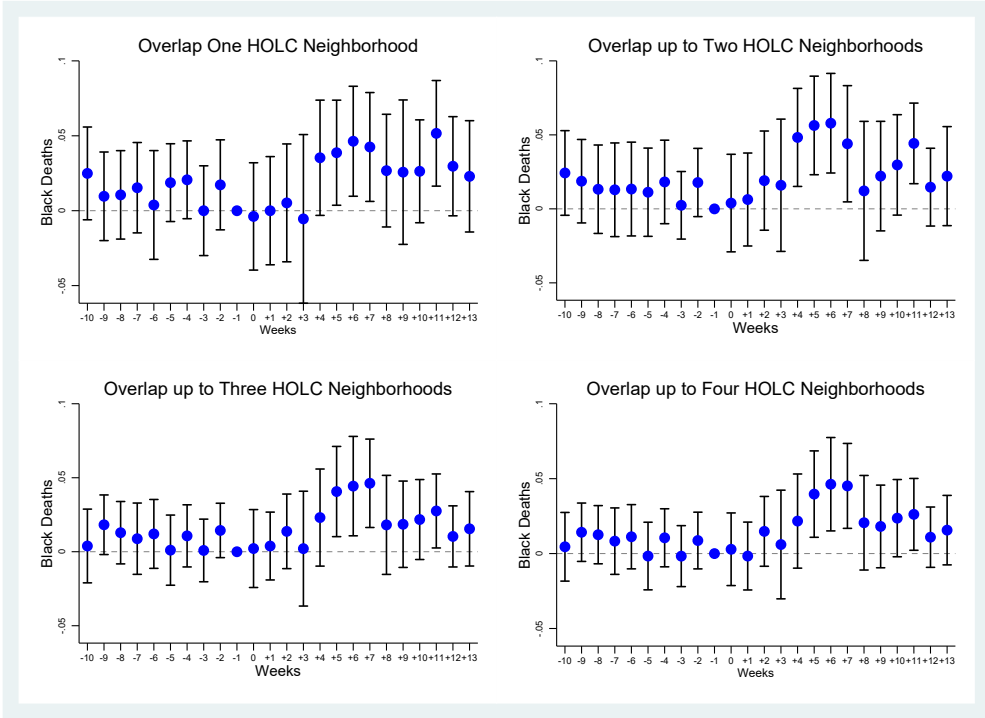 Overlap One HOLC Neighborhood
Black Deaths
.1
.05
0
-.05
-10 -9 -8 -7 -6 -5 -4 -3 -2 -1 0 +1 +2 +3 +4 +5 +6 +7 +8 +9 +10 +11 +12 +13
Weeks
Overlap up to Two HOLC Neighborhoods
Black Deaths
.1
.05
0
-.05
-10 -9 -8 -7 -6 -5 -4 -3 -2 -1 0 +1 +2 +3 +4 +5 +6 +7 +8 +9 +10 +11 +12 +13
Weeks
Overlap up to Three HOLC Neighborhoods
Black Deaths
.1
.05
0
-.05
-10 -9 -8 -7 -6 -5 -4 -3 -2 -1 0 +1 +2 +3 +4 +5 +6 +7 +8 +9 +10 +11 +12 +13
Weeks
Overlap up to Four HOLC Neighborhoods
Black Deaths
.1
.05
0
-.05
-10 -9 -8 -7 -6 -5 -4 -3 -2 -1 0 +1 +2 +3 +4 +5 +6 +7 +8 +9 +10 +11 +12 +13
Weeks